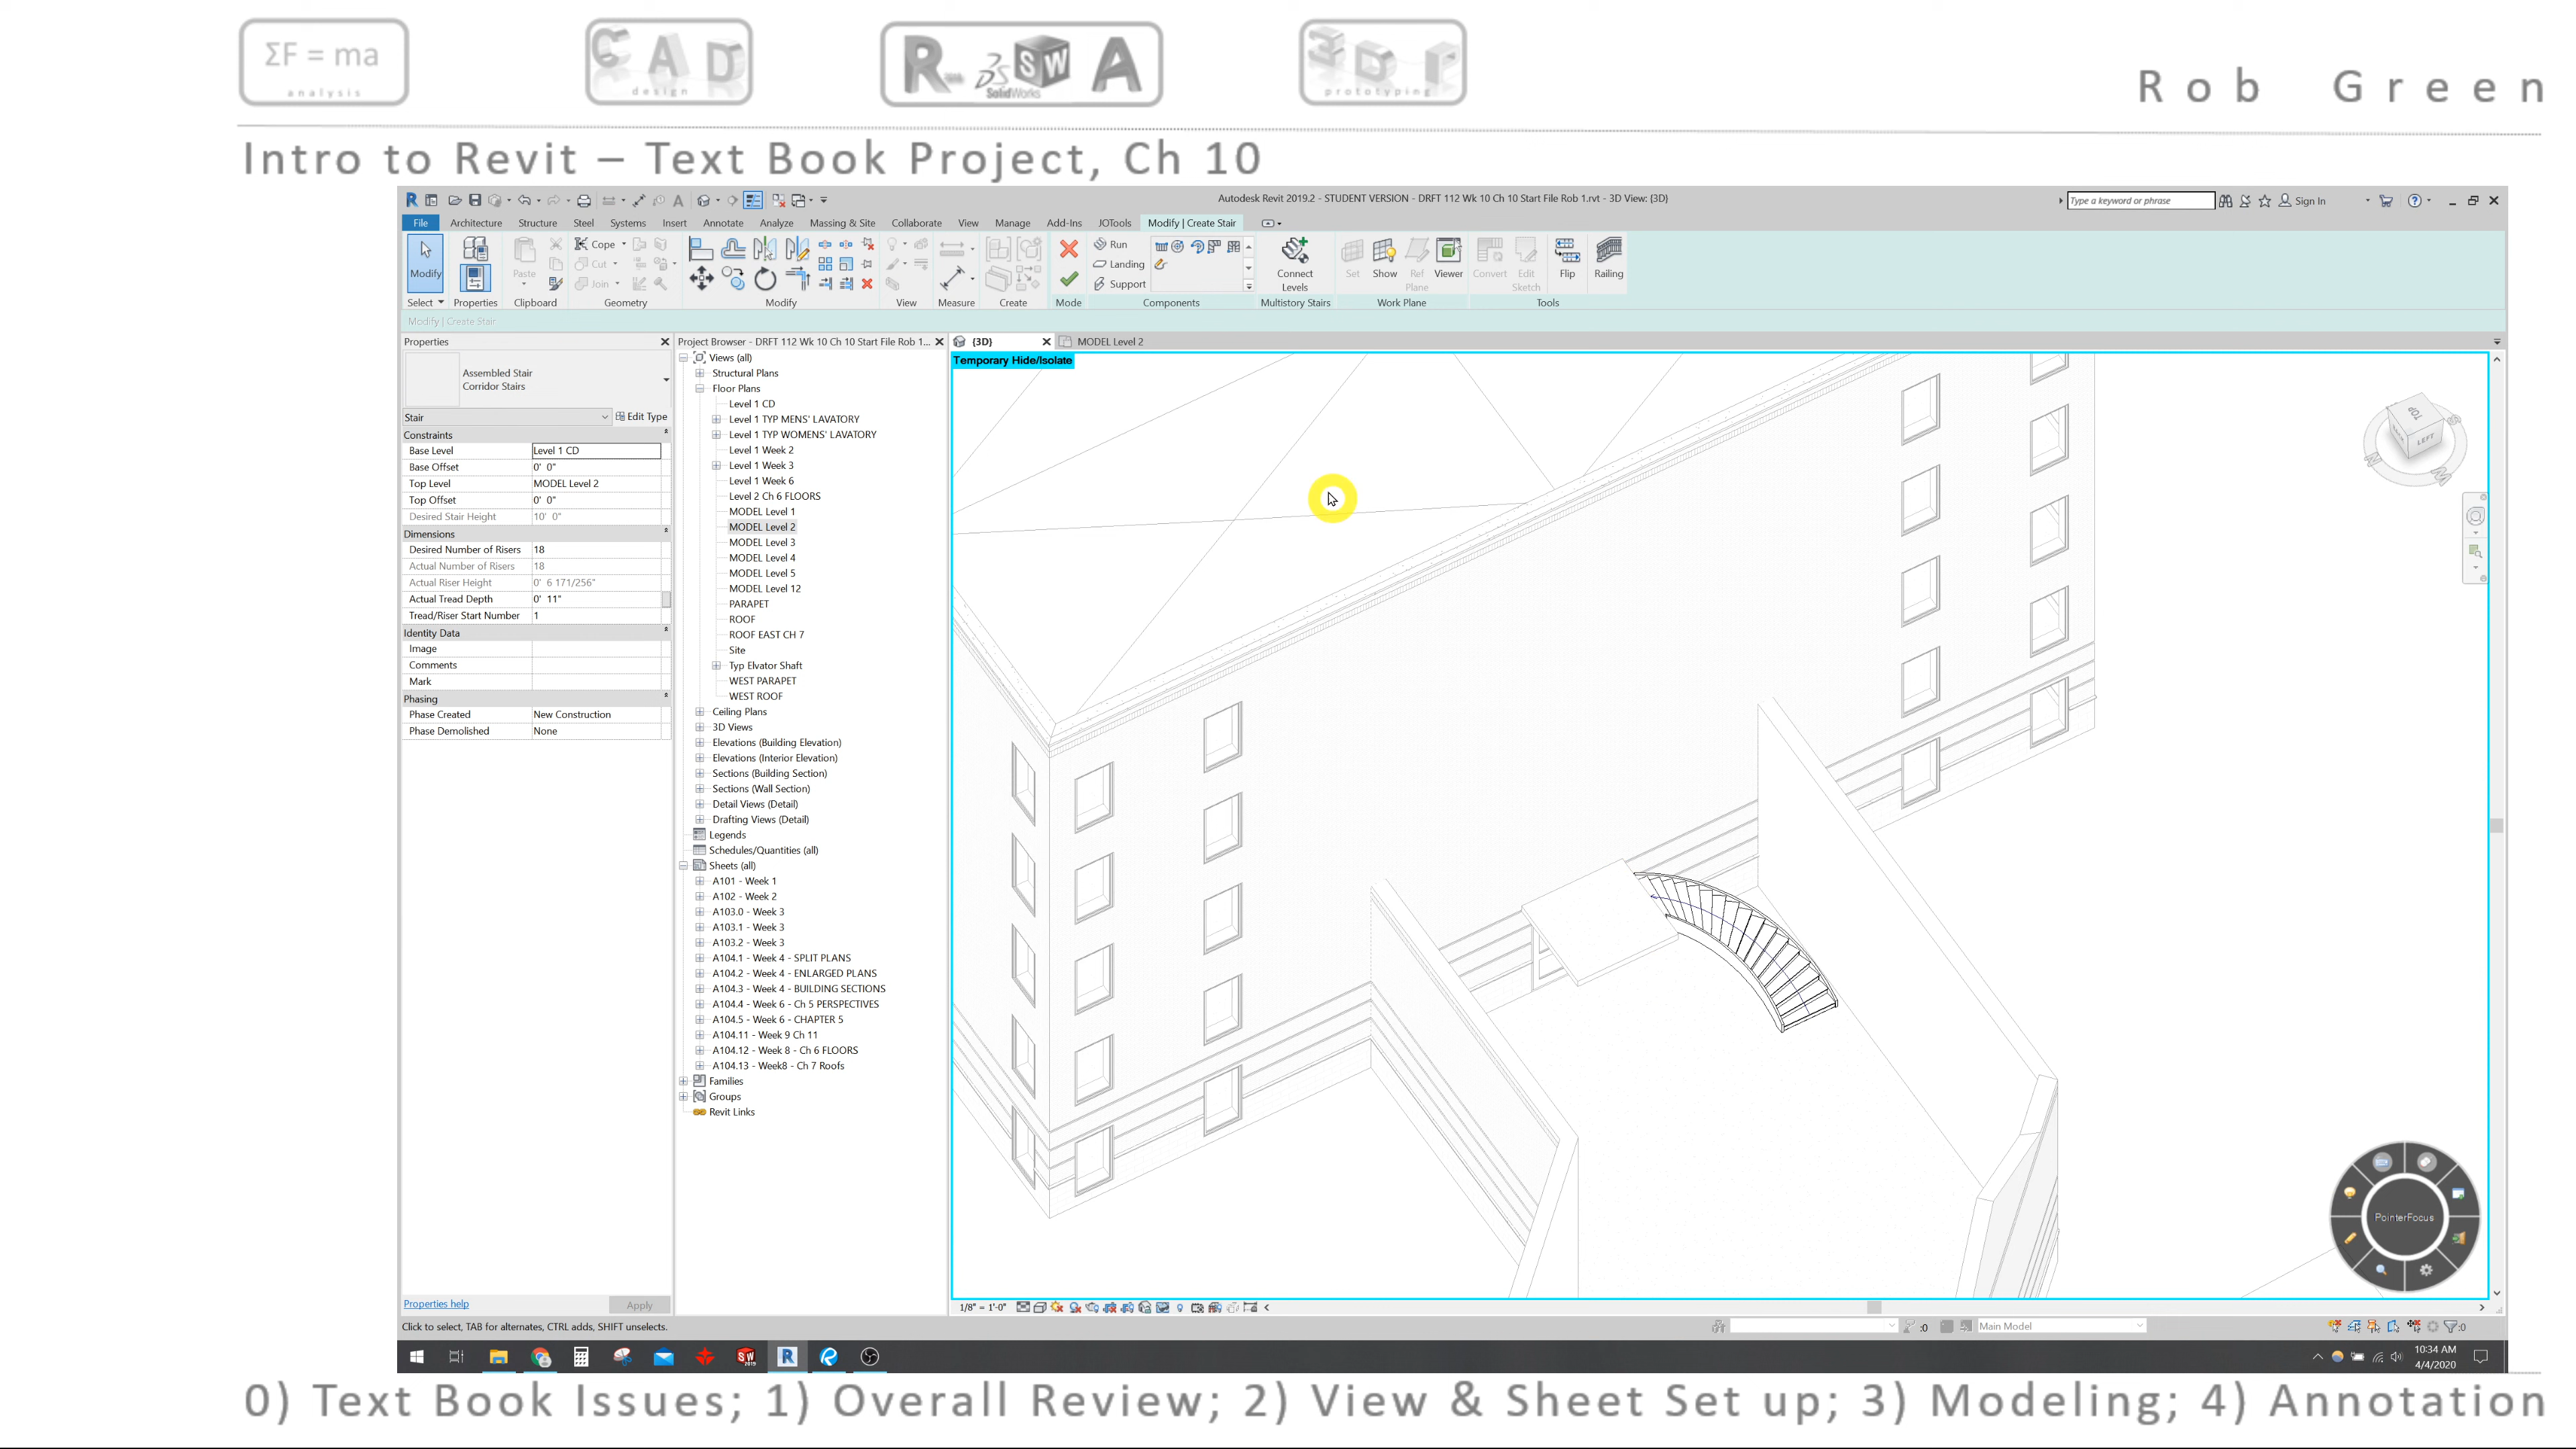 ΣF = ma
analysis
CAD
design
R SW A
SolidWorks
3DP
prototyping
Rob Green
Intro to Revit – Text Book Project, Ch 10
Autodesk Revit 2019.2 - STUDENT VERSION - DRFT 112 Wk 10 Ch 10 Start File Rob 1.rvt - 3D View: {3D}
Type a keyword or phrase
Sign In
File Architecture Structure Steel Systems Insert Annotate Analyze Massing & Site Collaborate View Manage Add-Ins JOTools Modify | Create Stair
Modify
Paste
Cope
Cut
Join
Run
Landing
Support
Connect Levels
Set
Show
Ref Plane
Viewer
Convert
Edit Sketch
Flip
Railing
Select Properties Clipboard Geometry Modify View Measure Create Mode Components Multistory Stairs Work Plane Tools
Modify | Create Stair
Properties
Assembled Stair
Corridor Stairs
Stair
Edit Type
Constraints
Base Level Level 1 CD
Base Offset 0' 0"
Top Level MODEL Level 2
Top Offset 0' 0"
Desired Stair Height 10' 0"
Dimensions
Desired Number of Risers 18
Actual Number of Risers 18
Actual Riser Height 0' 6 171/256"
Actual Tread Depth 0' 11"
Tread/Riser Start Number 1
Identity Data
Image
Comments
Mark
Phasing
Phase Created New Construction
Phase Demolished None
Properties help
Apply
Project Browser - DRFT 112 Wk 10 Ch 10 Start File Rob 1...
Views (all)
Structural Plans
Floor Plans
Level 1 CD
Level 1 TYP MENS' LAVATORY
Level 1 TYP WOMENS' LAVATORY
Level 1 Week 2
Level 1 Week 3
Level 1 Week 6
Level 2 Ch 6 FLOORS
MODEL Level 1
MODEL Level 2
MODEL Level 3
MODEL Level 4
MODEL Level 5
MODEL Level 12
PARAPET
ROOF
ROOF EAST CH 7
Site
Typ Elvator Shaft
WEST PARAPET
WEST ROOF
Ceiling Plans
3D Views
Elevations (Building Elevation)
Elevations (Interior Elevation)
Sections (Building Section)
Sections (Wall Section)
Detail Views (Detail)
Drafting Views (Detail)
Legends
Schedules/Quantities (all)
Sheets (all)
A101 - Week 1
A102 - Week 2
A103.0 - Week 3
A103.1 - Week 3
A103.2 - Week 3
A104.1 - Week 4 - SPLIT PLANS
A104.2 - Week 4 - ENLARGED PLANS
A104.3 - Week 4 - BUILDING SECTIONS
A104.4 - Week 6 - Ch 5 PERSPECTIVES
A104.5 - Week 6 - CHAPTER 5
A104.11 - Week 9 Ch 11
A104.12 - Week 8 - Ch 6 FLOORS
A104.13 - Week8 - Ch 7 Roofs
Families
Groups
Revit Links
{3D}
MODEL Level 2
Temporary Hide/Isolate
TOP
LEFT
PointerFocus
1/8" = 1'-0"
Click to select, TAB for alternates, CTRL adds, SHIFT unselects.
:0
Main Model
:0
10:34 AM
4/4/2020
0) Text Book Issues; 1) Overall Review; 2) View & Sheet Set up; 3) Modeling; 4) Annotation